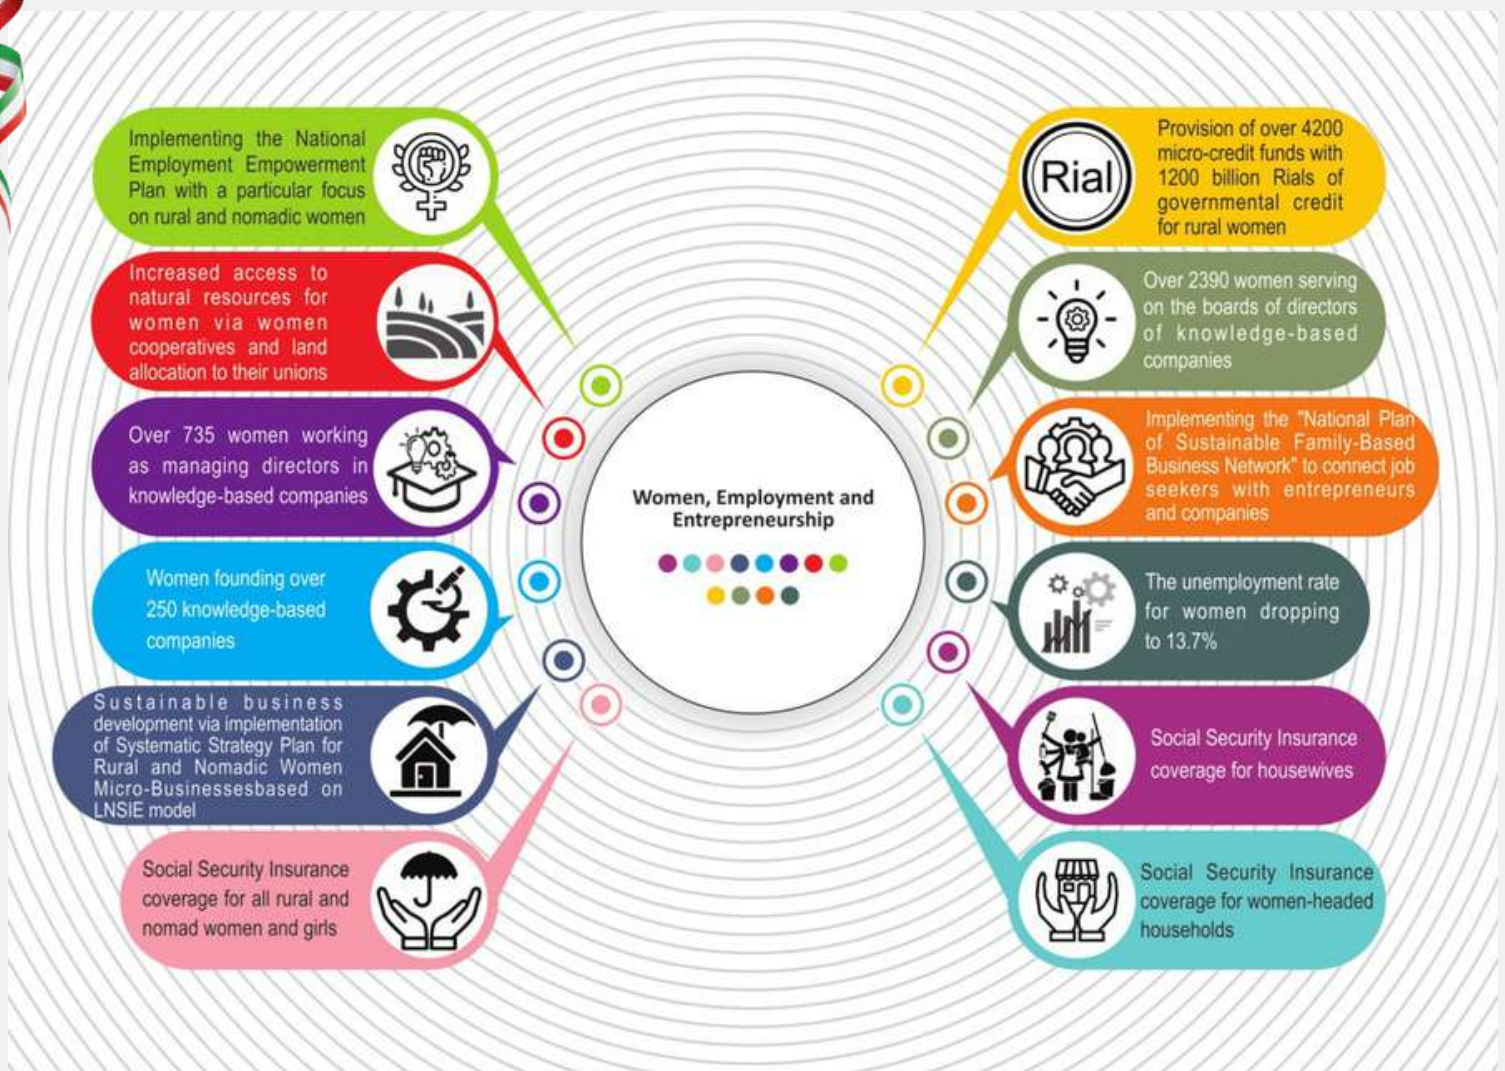 Implementing the National
Employment Empowerment
Plan with a particular focus
on rural and nomadic women
Increased access to
natural resources for
women via women
cooperatives and land
allocation to their unions
Over 735 women working
as managing directors in
knowledge-based companies
Women founding over
250 knowledge-based
companies
Sustainable business
development via implementation
of Systematic Strategy Plan for
Rural and Nomadic Women
Micro-Businessesbased on
LNSIE model
Social Security Insurance
coverage for all rural and
nomad women and girls
Women, Employment and
Entrepreneurship
Rial
Provision of over 4200
micro-credit funds with
1200 billion Rials of
governmental credit
for rural women
Over 2390 women serving
on the boards of directors
of knowledge-based
companies
Implementing the "National Plan
of Sustainable Family-Based
Business Network" to connect job
seekers with entrepreneurs
and companies
The unemployment rate
for women dropping
to 13.7%
Social Security Insurance
coverage for housewives
Social Security Insurance
coverage for women-headed
households